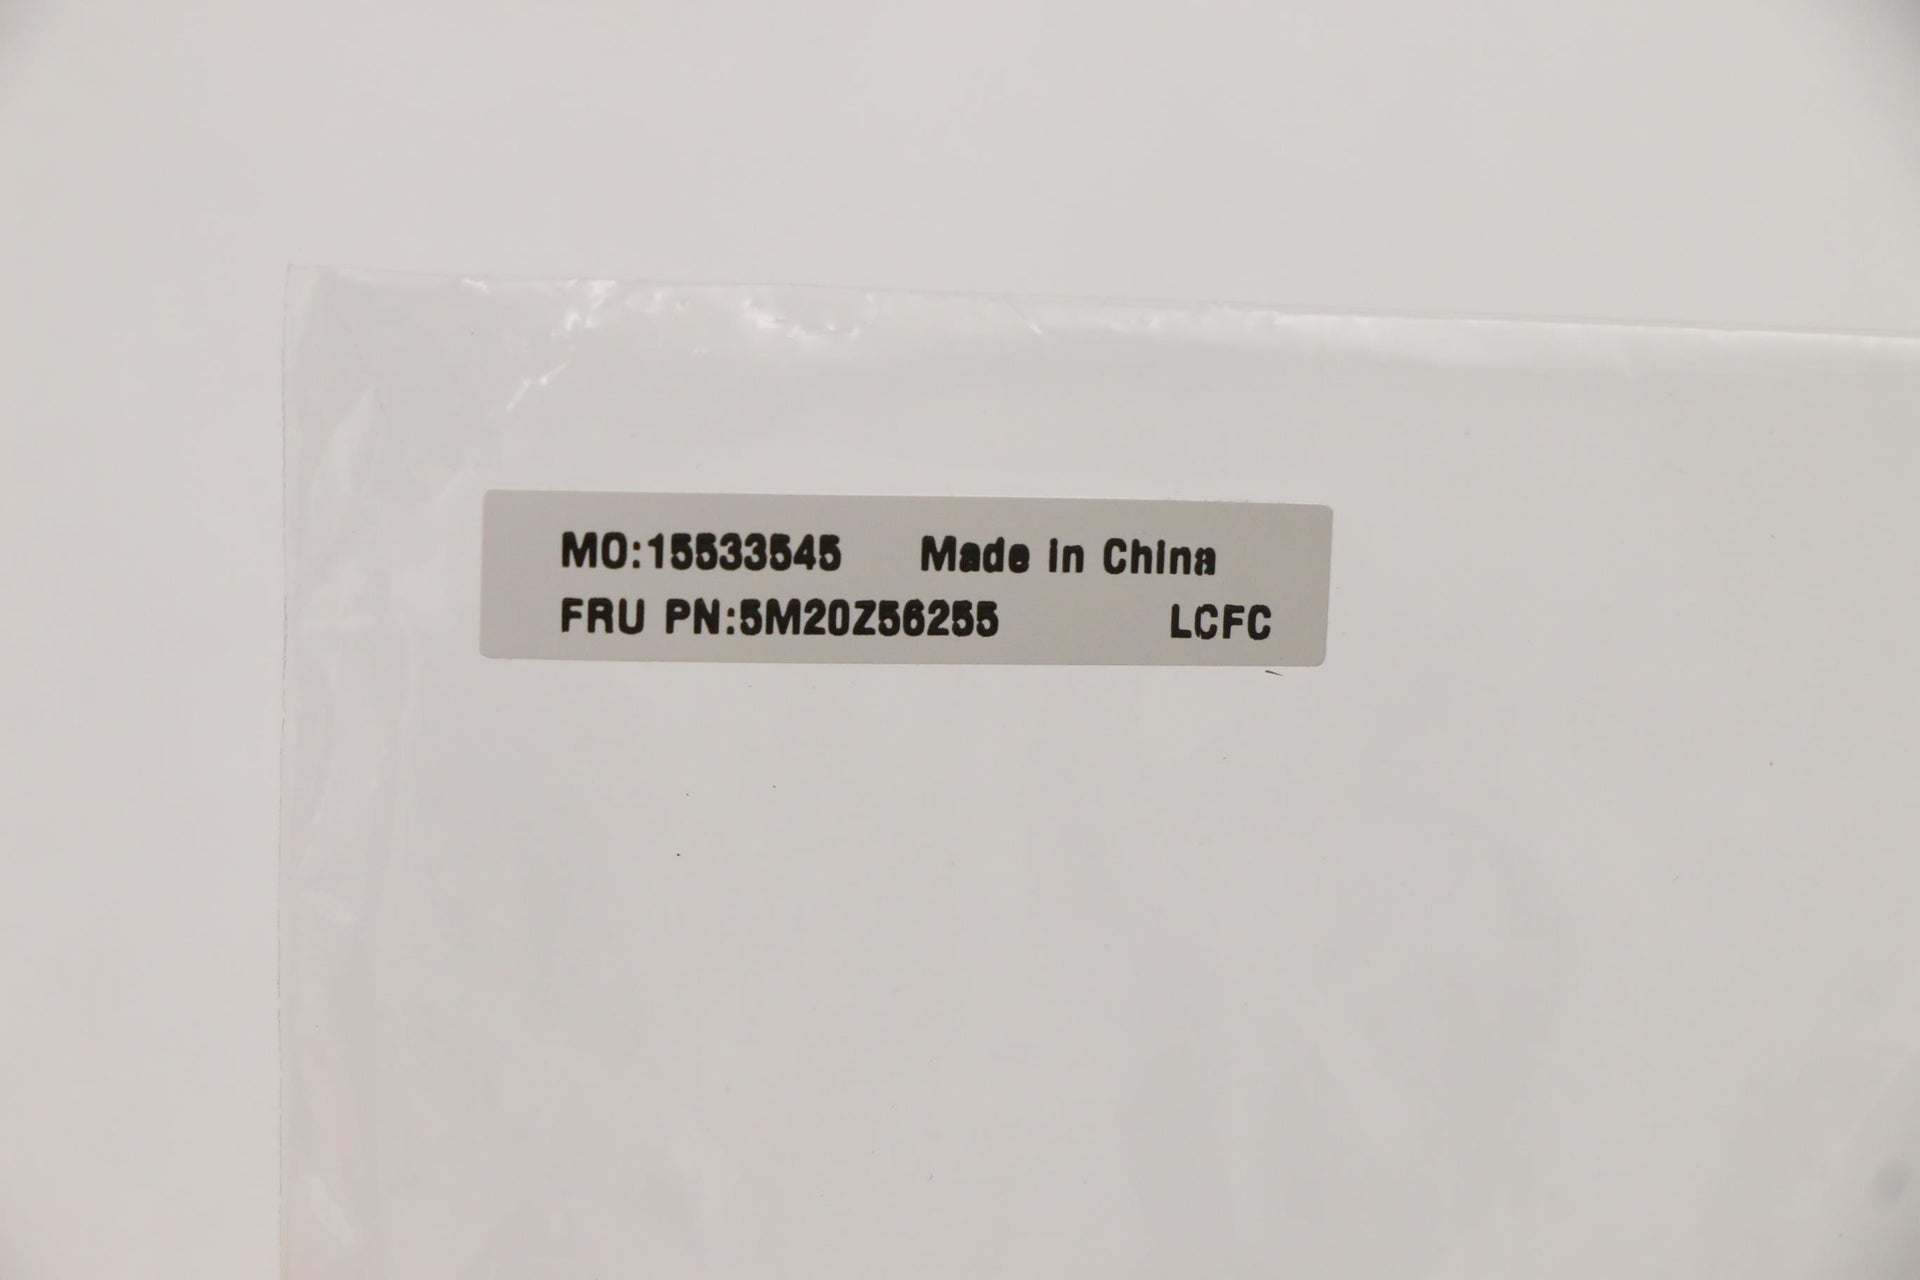 MO:15533545 Made in China
FRU PN:5M20Z56255 LCFC